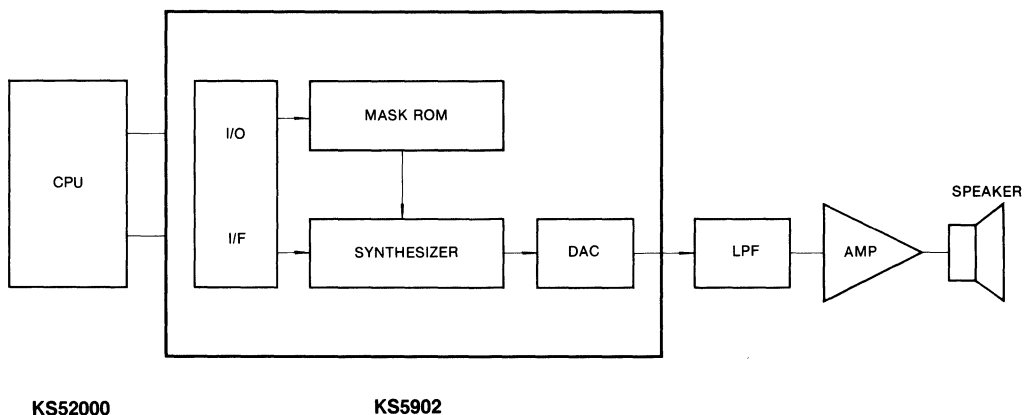 I/O
MASK ROM
CPU
SPEAKER
I/F
SYNTHESIZER
DAC
LPF
AMP
KS52000
KS5902